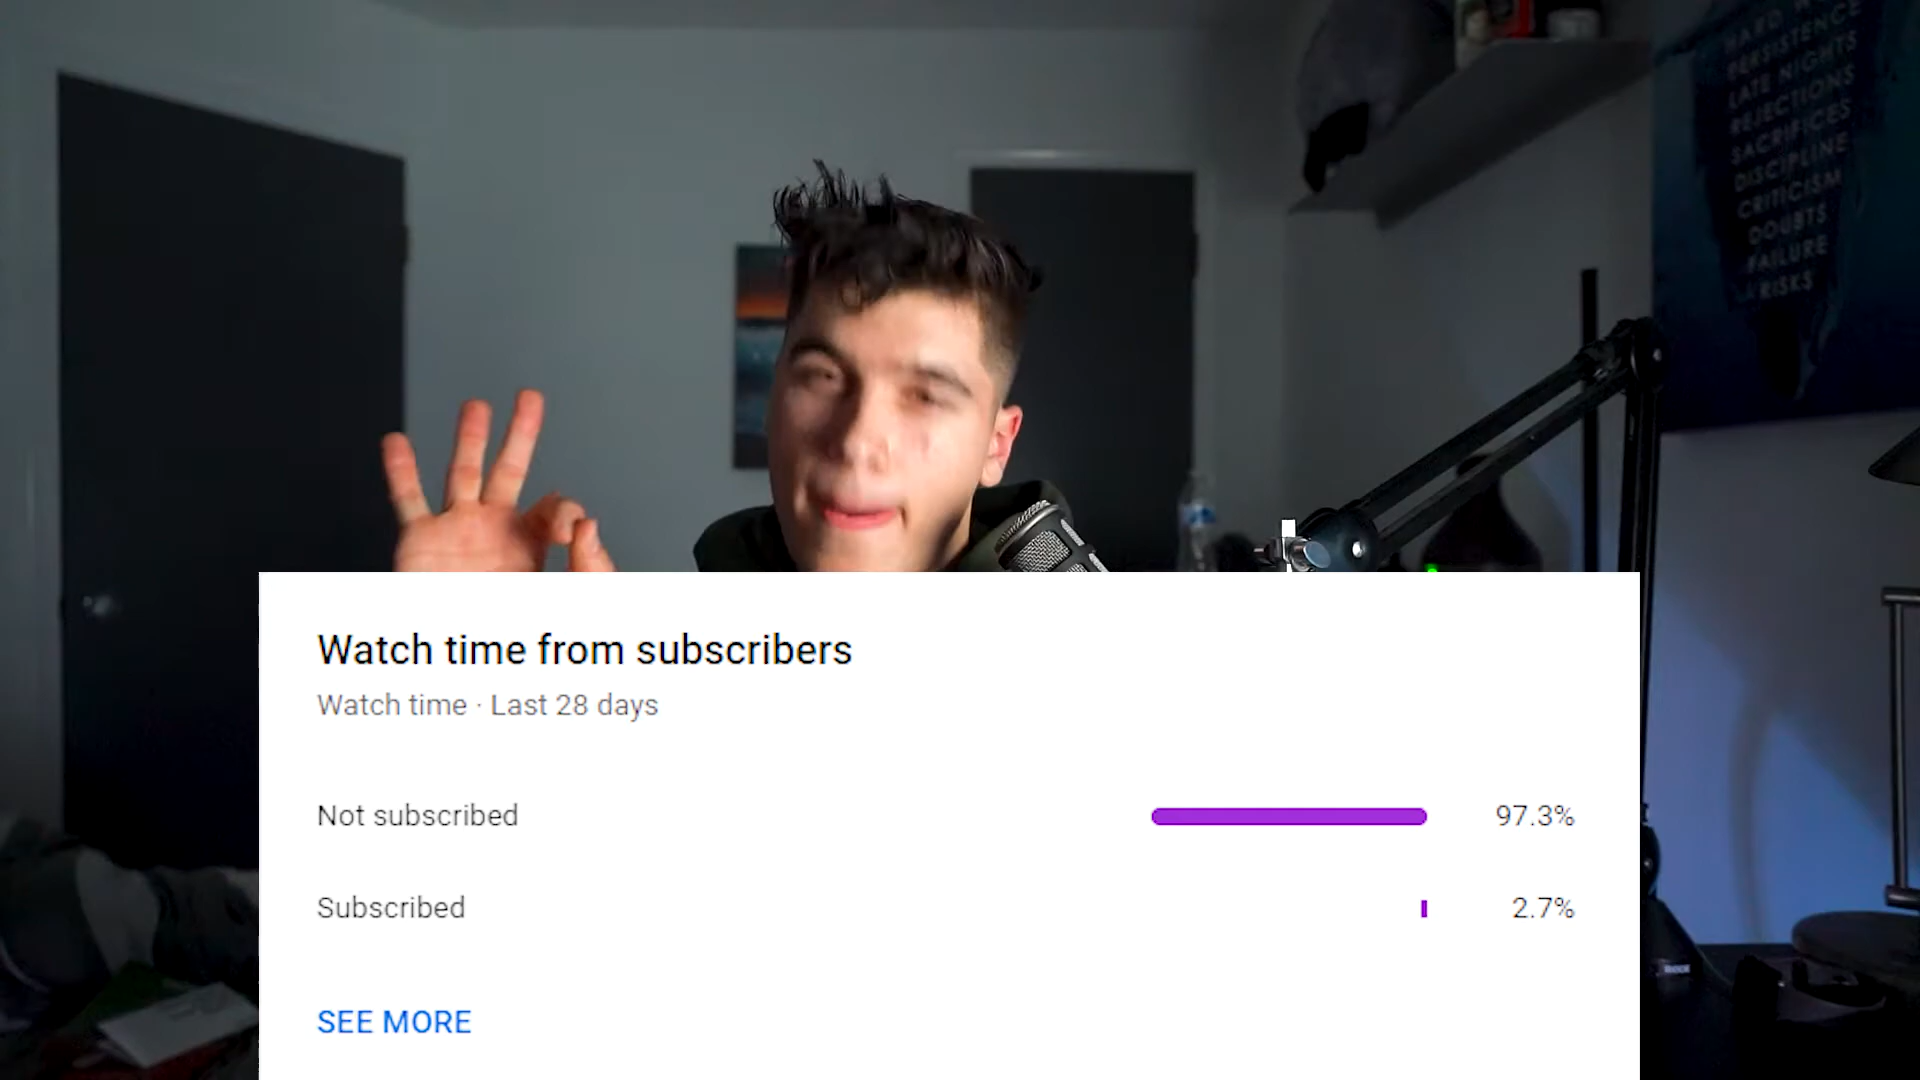 HARD WORK
PERSISTENCE
LATE NIGHTS
REJECTIONS
SACRIFICES
DISCIPLINE
CRITICISM
DOUBTS
FAILURE
RISKS
Watch time from subscribers
Watch time · Last 28 days
Not subscribed 97.3%
Subscribed 2.7%
SEE MORE